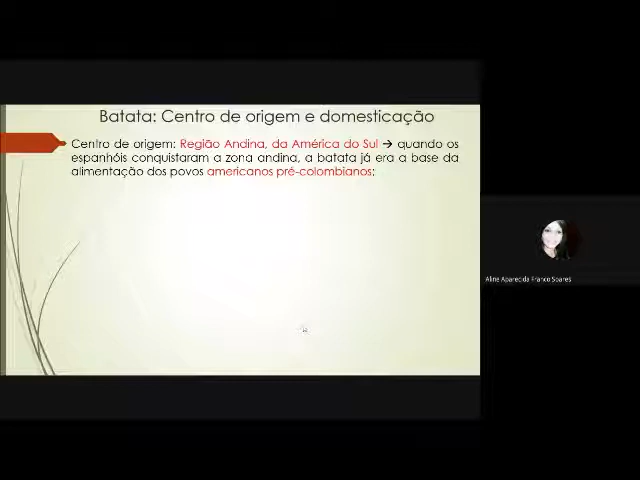 Batata: Centro de origem e domesticação
Centro de origem: Região Andina, da América do Sul → quando os
espanhóis conquistaram a zona andina, a batata já era a base da
alimentação dos povos americanos pré-colombianos;
Aline Aparecida Franco Soares